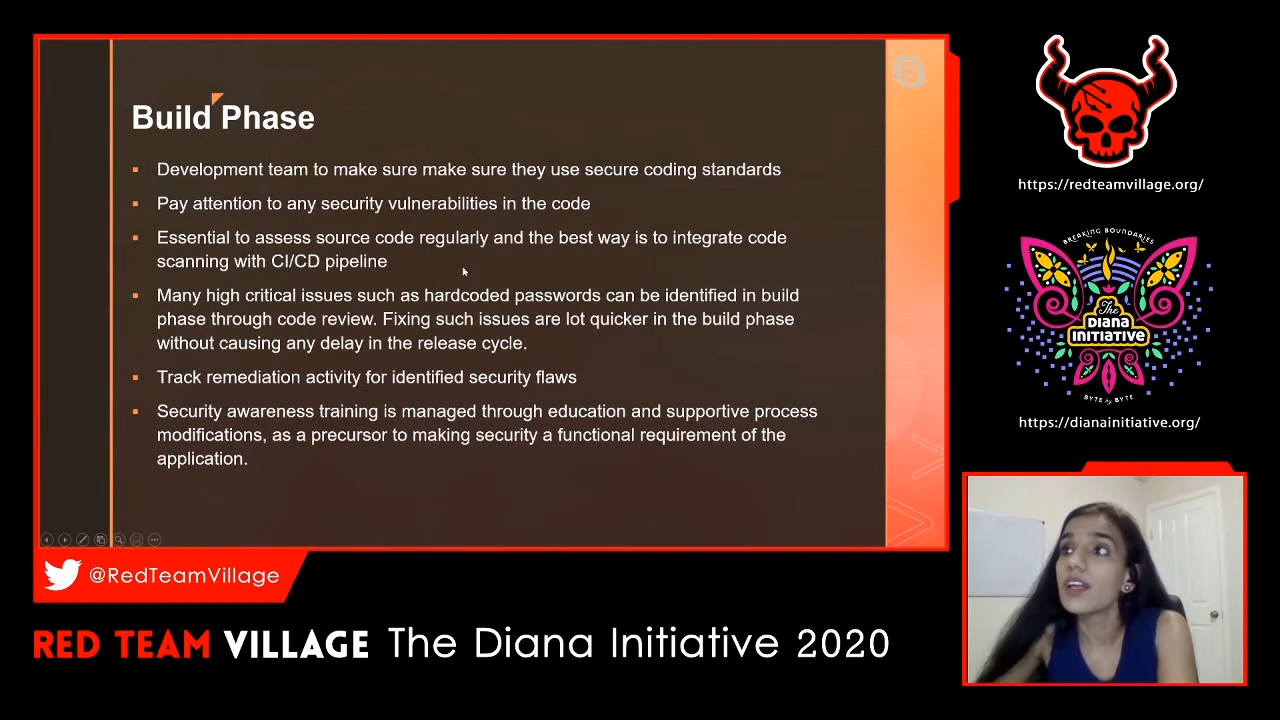 Build Phase
Development team to make sure make sure they use secure coding standards
Pay attention to any security vulnerabilities in the code
Essential to assess source code regularly and the best way is to integrate code
scanning with CI/CD pipeline
Many high critical issues such as hardcoded passwords can be identified in build
phase through code review. Fixing such issues are lot quicker in the build phase
without causing any delay in the release cycle.
Track remediation activity for identified security flaws
Security awareness training is managed through education and supportive process
modifications, as a precursor to making security a functional requirement of the
application.
https://redteamvillage.org/
BREAKING BOUNDARIES
The
DIANA
INITIATIVE
BYTE by BYTE
https://dianainitiative.org/
@RedTeamVillage
RED TEAM VILLAGE The Diana Initiative 2020